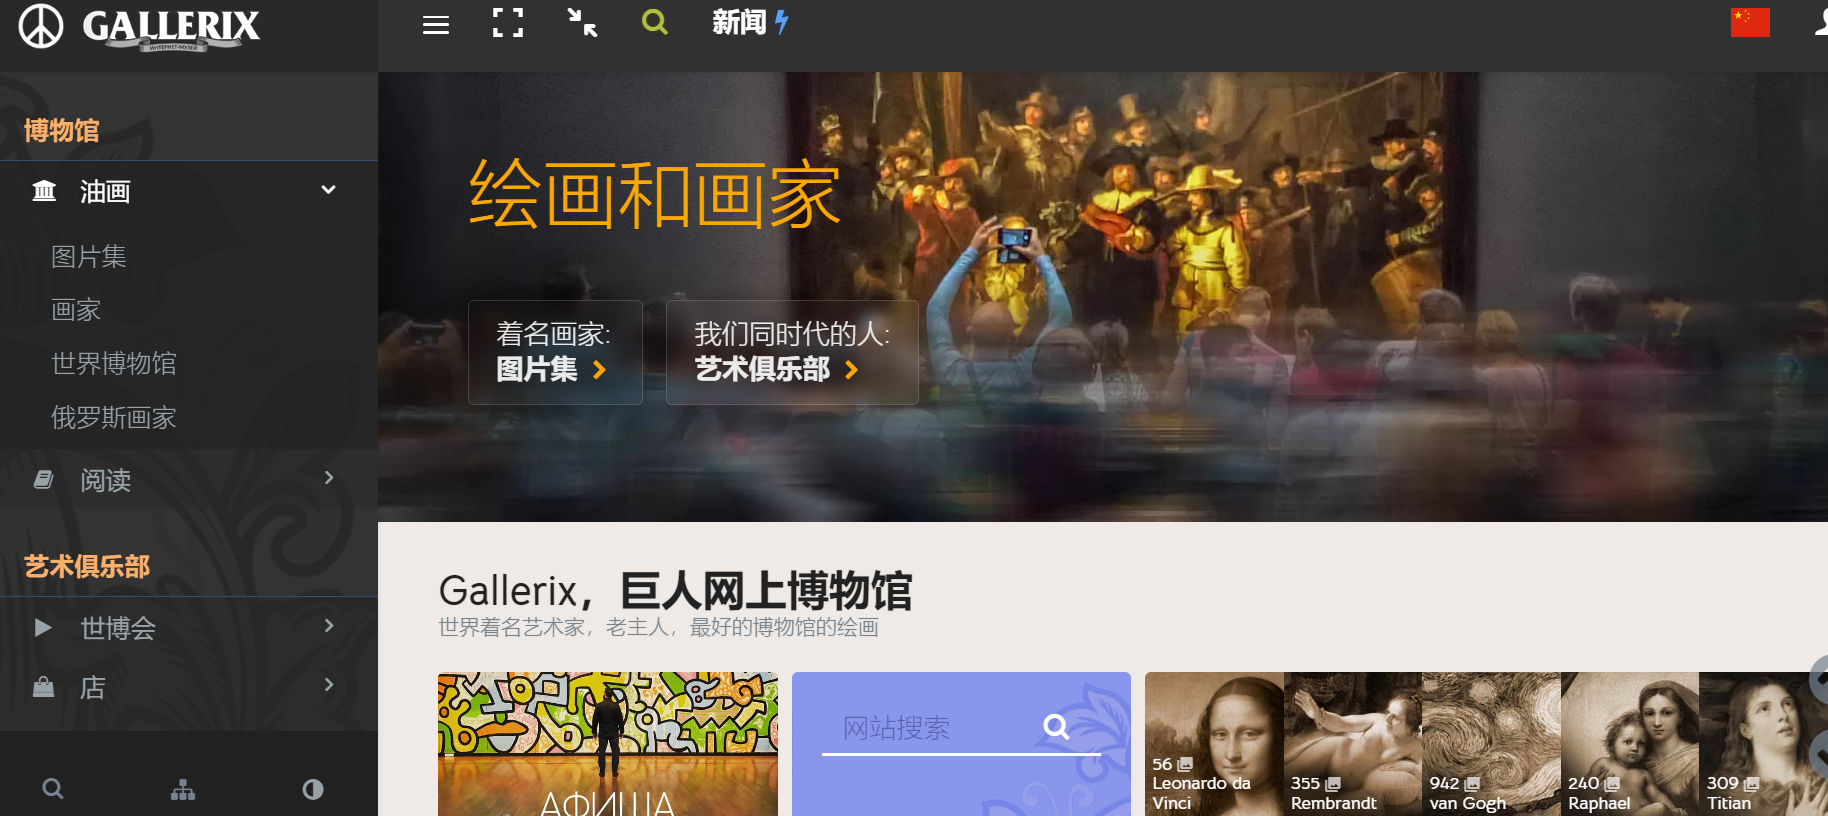 GALLERIX
ИНТЕРНЕТ-МУЗЕЙ
新闻
博物馆
油画
图片集
画家
世界博物馆
俄罗斯画家
阅读
艺术俱乐部
世博会
店
绘画和画家
着名画家:
图片集
我们同时代的人:
艺术俱乐部
Gallerix，巨人网上博物馆
世界着名艺术家，老主人，最好的博物馆的绘画
АФИША
网站搜索
56
Leonardo da
Vinci
355
Rembrandt
942
van Gogh
240
Raphael
309
Titian